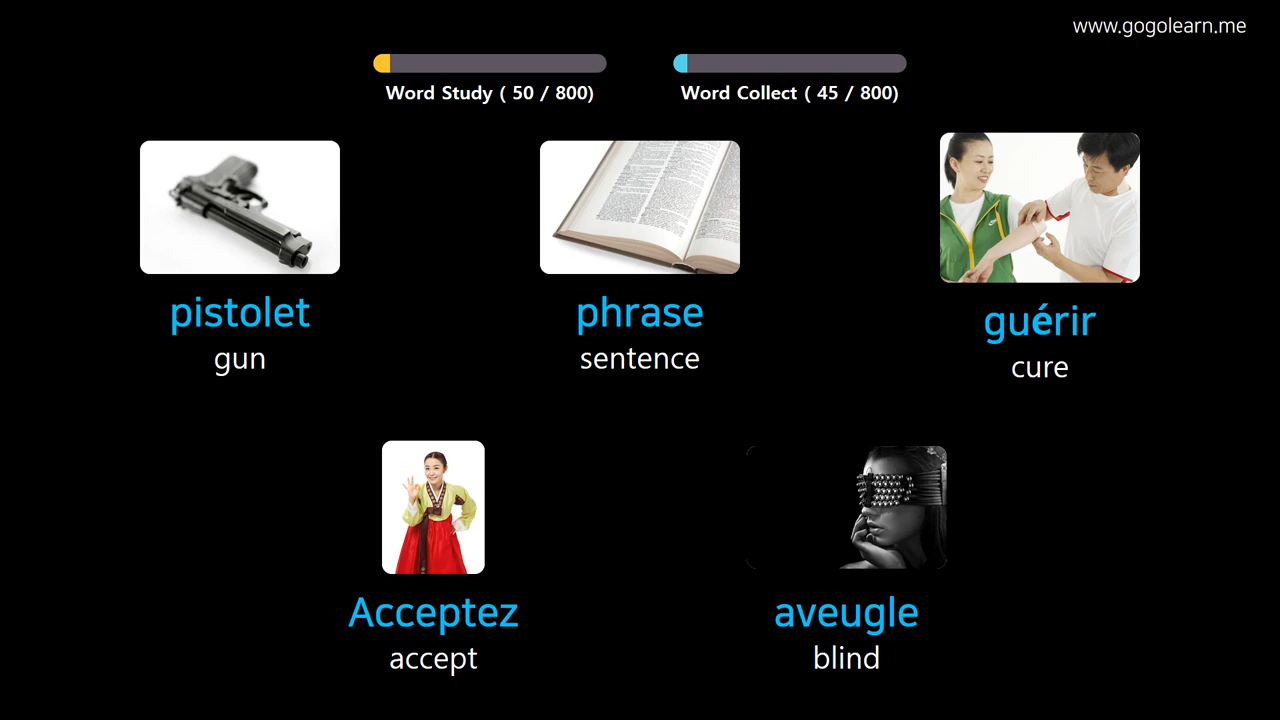 www.gogolearn.me
Word Study ( 50 / 800)
Word Collect ( 45 / 800)
pistolet
gun
phrase
sentence
guérir
cure
Acceptez
accept
aveugle
blind